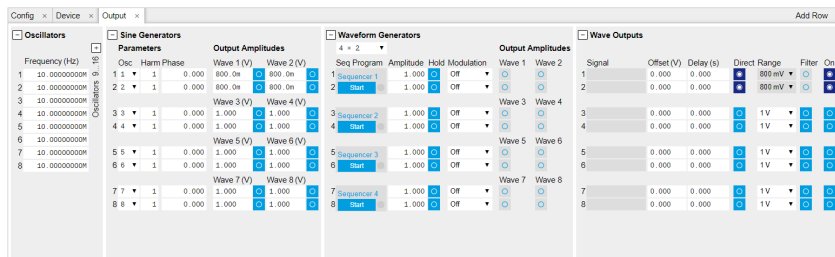 Config × Device × Output × Add Row
Oscillators Sine Generators Waveform Generators Wave Outputs
Parameters Output Amplitudes 4 × 2 Output Amplitudes
Frequency (Hz) Osc Harm Phase Wave 1 (V) Wave 2 (V) Seq Program Amplitude Hold Modulation Wave 1 Wave 2 Signal Offset (V) Delay (s) Direct Range Filter On
Oscillators 9 - 16
1 10.00000000M 1 1 1 0.000 800.0m 800.0m 1 Sequencer 1 1.000 Off 1 0.000 0.000 800 mV
2 10.00000000M 2 2 1 0.000 800.0m 800.0m 2 Start 1.000 Off 2 0.000 0.000 800 mV
3 10.00000000M Wave 3 (V) Wave 4 (V) Wave 3 Wave 4
4 10.00000000M 3 3 1 0.000 1.000 1.000 3 Sequencer 2 1.000 Off 3 0.000 0.000 1 V
5 10.00000000M 4 4 1 0.000 1.000 1.000 4 Start 1.000 Off 4 0.000 0.000 1 V
6 10.00000000M Wave 5 (V) Wave 6 (V) Wave 5 Wave 6
7 10.00000000M 5 5 1 0.000 1.000 1.000 5 Sequencer 3 1.000 Off 5 0.000 0.000 1 V
8 10.00000000M 6 6 1 0.000 1.000 1.000 6 Start 1.000 Off 6 0.000 0.000 1 V
Wave 7 (V) Wave 8 (V) Wave 7 Wave 8
7 7 1 0.000 1.000 1.000 7 Sequencer 4 1.000 Off 7 0.000 0.000 1 V
8 8 1 0.000 1.000 1.000 8 Start 1.000 Off 8 0.000 0.000 1 V